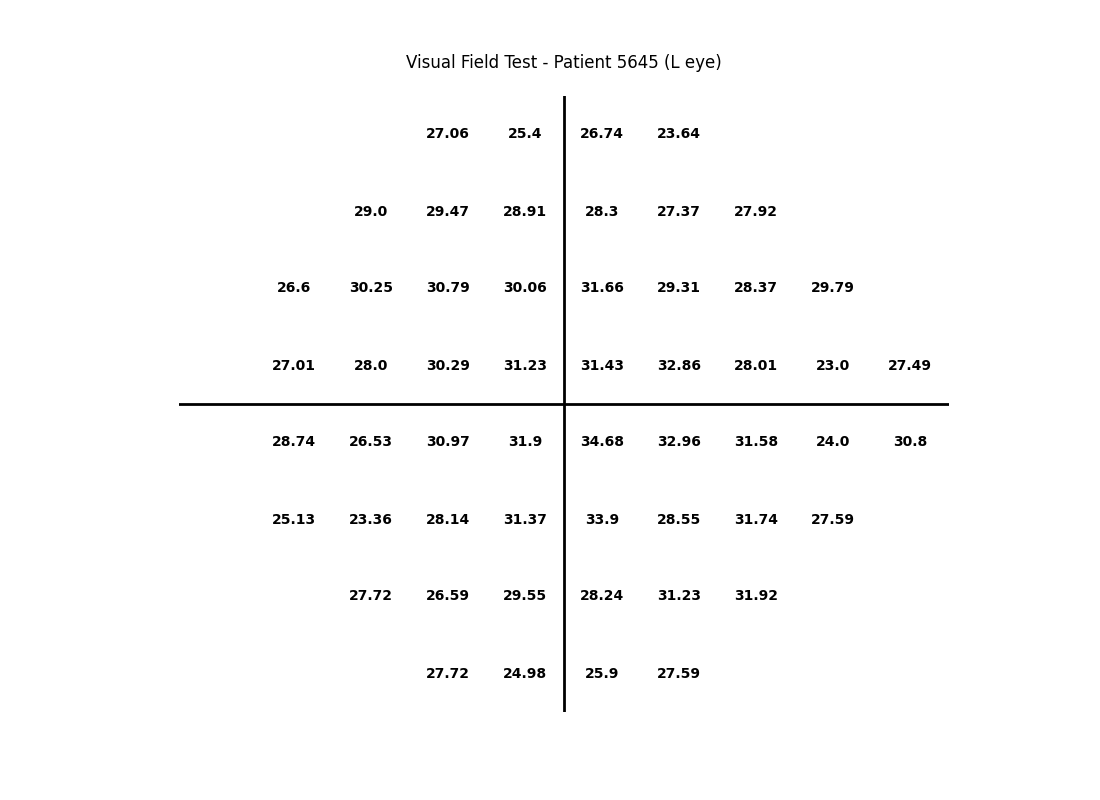 Visual Field Test - Patient 5645 (L eye)
27.06 25.4 26.74 23.64
29.0 29.47 28.91 28.3 27.37 27.92
26.6 30.25 30.79 30.06 31.66 29.31 28.37 29.79
27.01 28.0 30.29 31.23 31.43 32.86 28.01 23.0 27.49
28.74 26.53 30.97 31.9 34.68 32.96 31.58 24.0 30.8
25.13 23.36 28.14 31.37 33.9 28.55 31.74 27.59
27.72 26.59 29.55 28.24 31.23 31.92
27.72 24.98 25.9 27.59